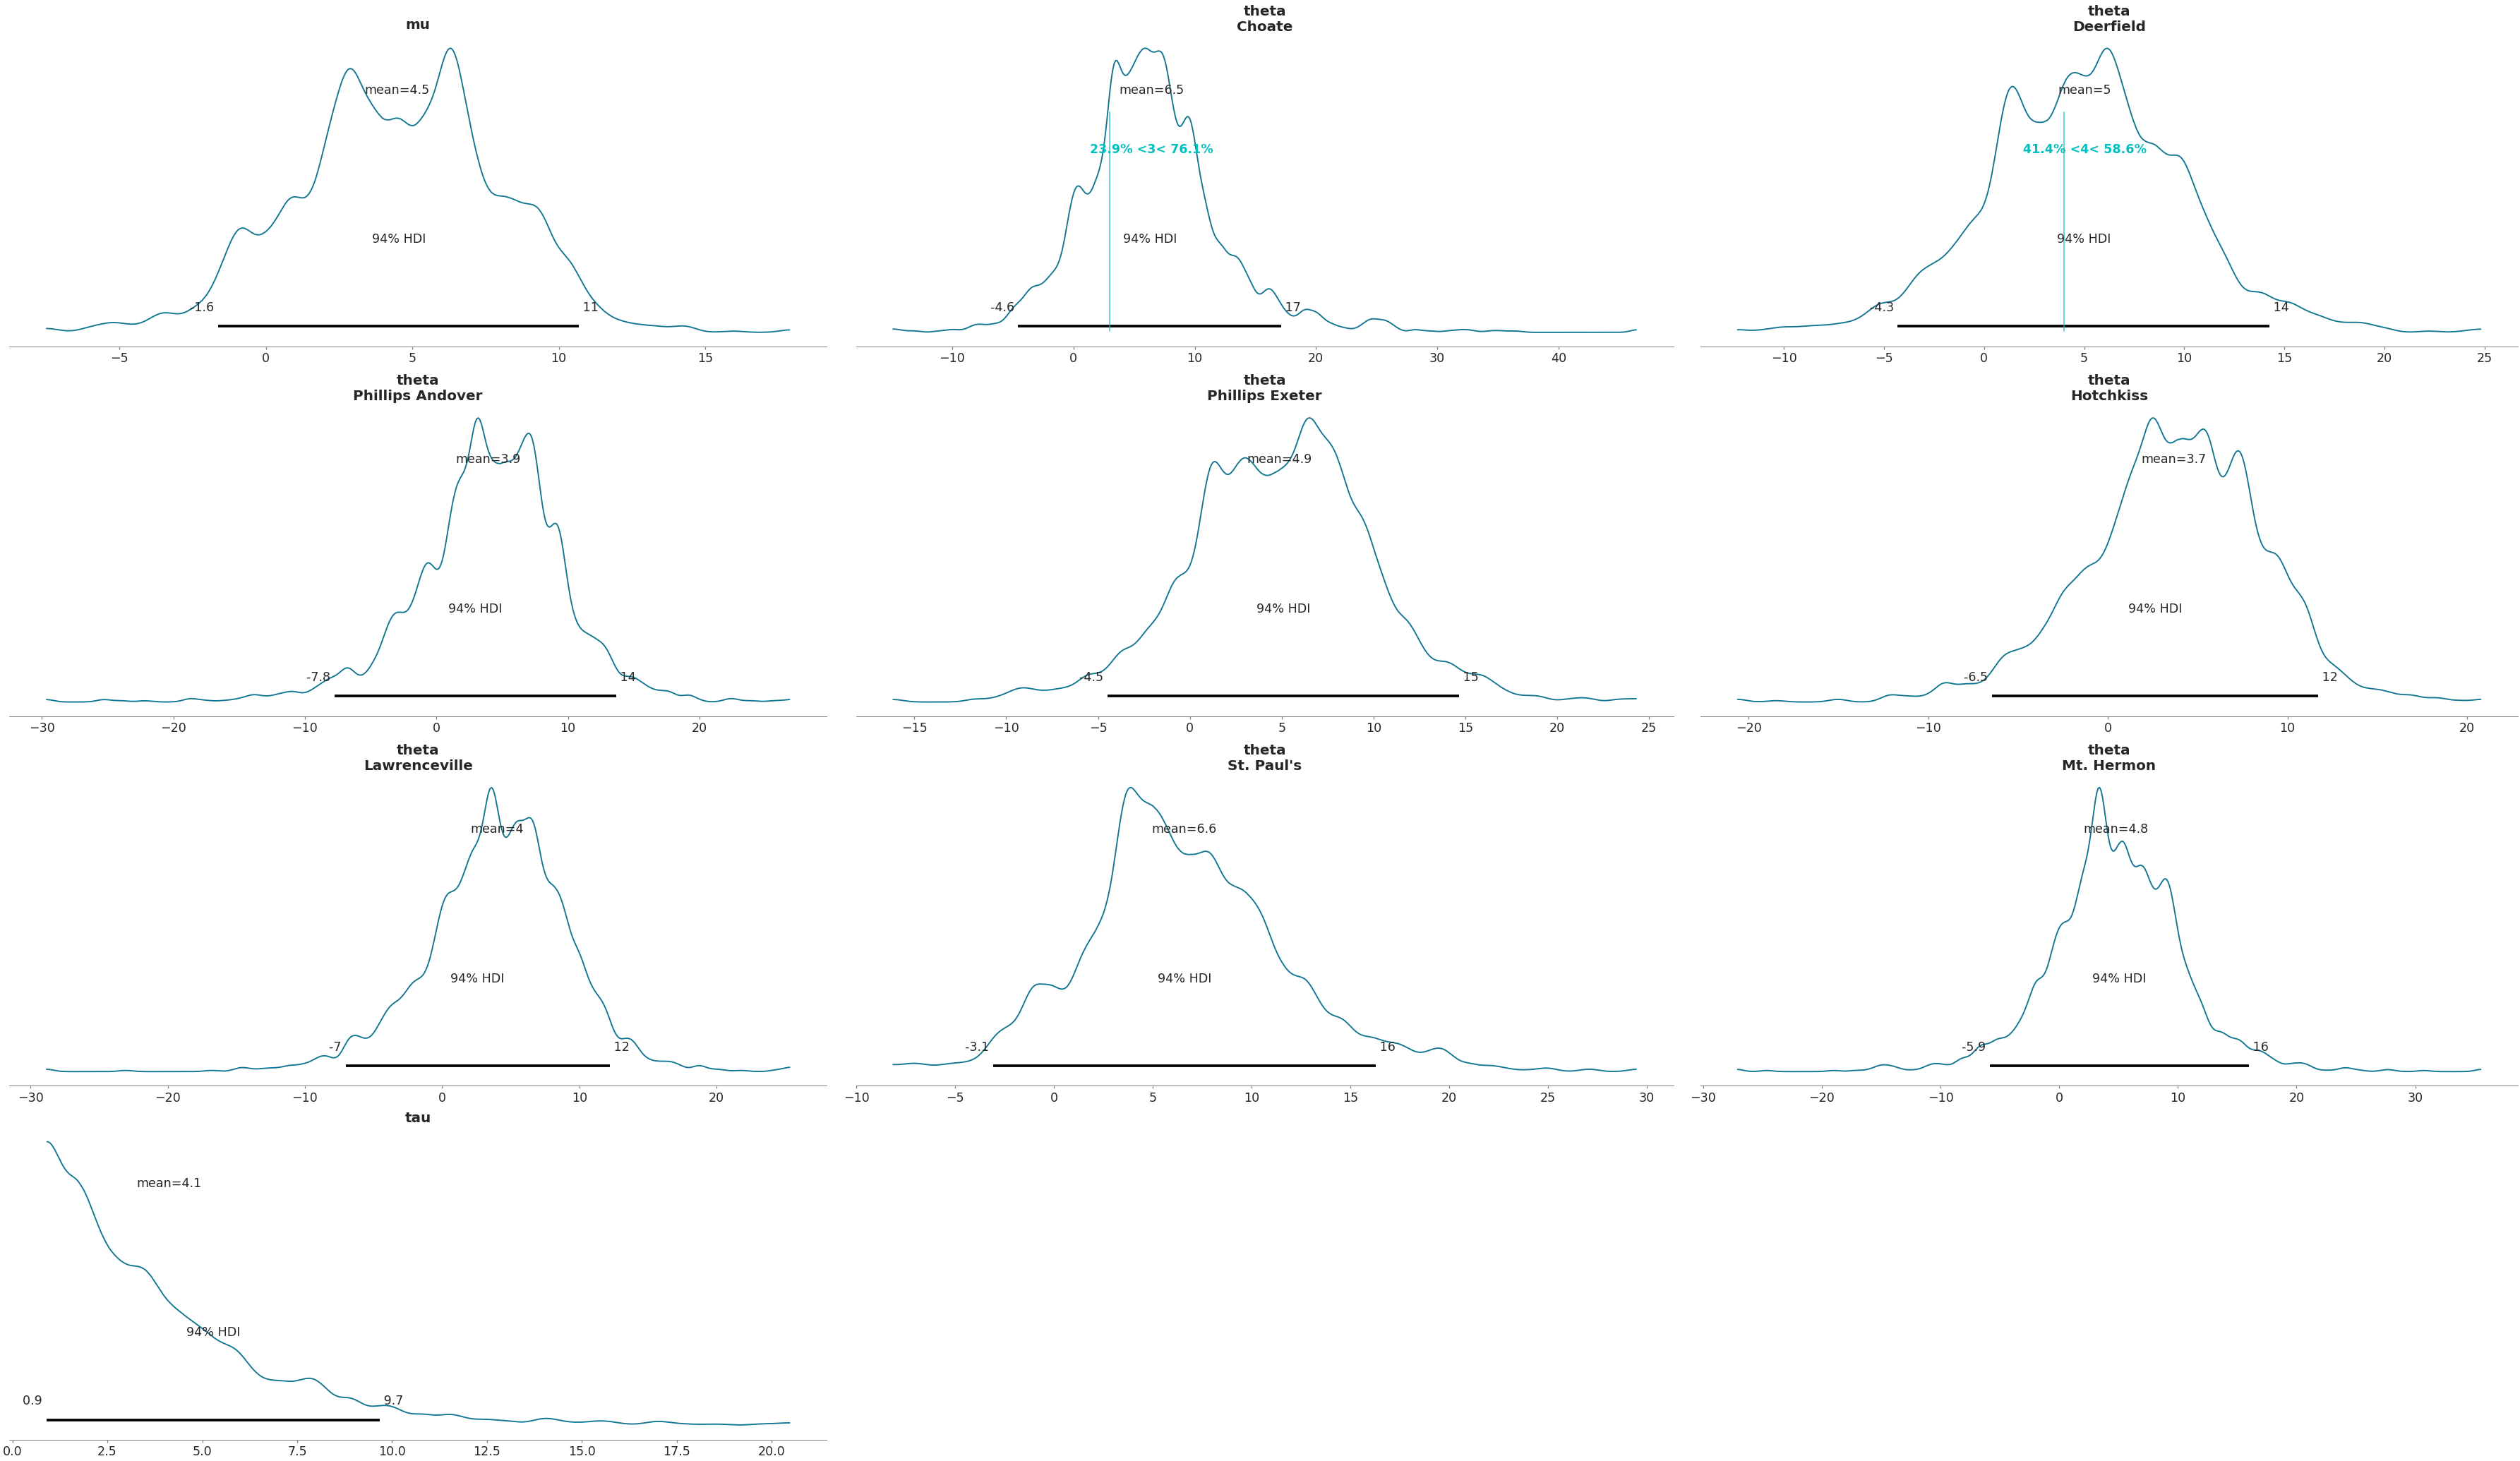 mu
mean=4.5
94% HDI
-1.6
11
−5
0
5
10
15
theta
Choate
mean=6.5
23.9% <3< 76.1%
94% HDI
-4.6
17
−10
0
10
20
30
40
theta
Deerfield
mean=5
41.4% <4< 58.6%
94% HDI
-4.3
14
−10
−5
0
5
10
15
20
25
theta
Phillips Andover
mean=3.9
94% HDI
-7.8
14
−30
−20
−10
0
10
20
theta
Phillips Exeter
mean=4.9
94% HDI
-4.5
15
−15
−10
−5
0
5
10
15
20
25
theta
Hotchkiss
mean=3.7
94% HDI
-6.5
12
−20
−10
0
10
20
theta
Lawrenceville
mean=4
94% HDI
-7
12
−30
−20
−10
0
10
20
theta
St. Paul's
mean=6.6
94% HDI
-3.1
16
−10
−5
0
5
10
15
20
25
30
theta
Mt. Hermon
mean=4.8
94% HDI
-5.9
16
−30
−20
−10
0
10
20
30
tau
mean=4.1
94% HDI
0.9
9.7
0.0
2.5
5.0
7.5
10.0
12.5
15.0
17.5
20.0